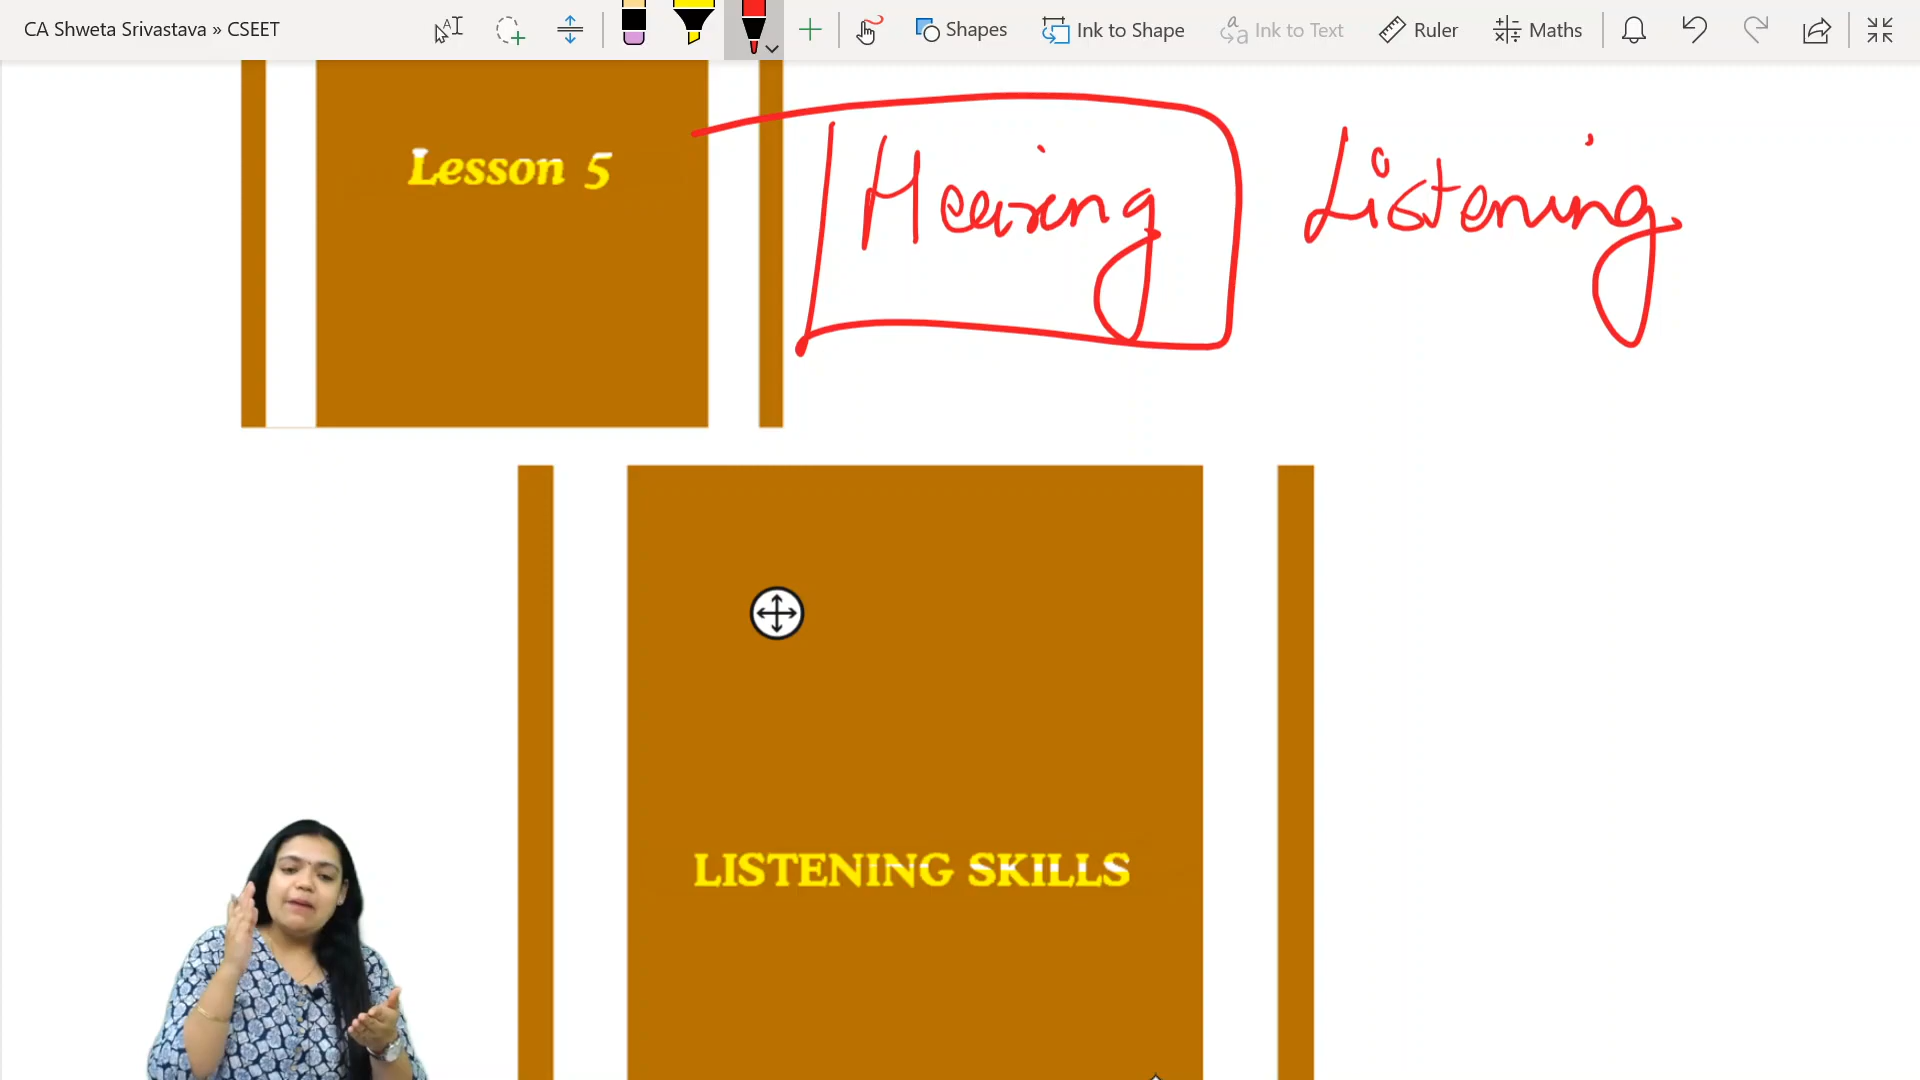 CA Shweta Srivastava » CSEET
Shapes
Ink to Shape
Ink to Text
Ruler
Maths
Lesson 5
Hearing
Listening
LISTENING SKILLS